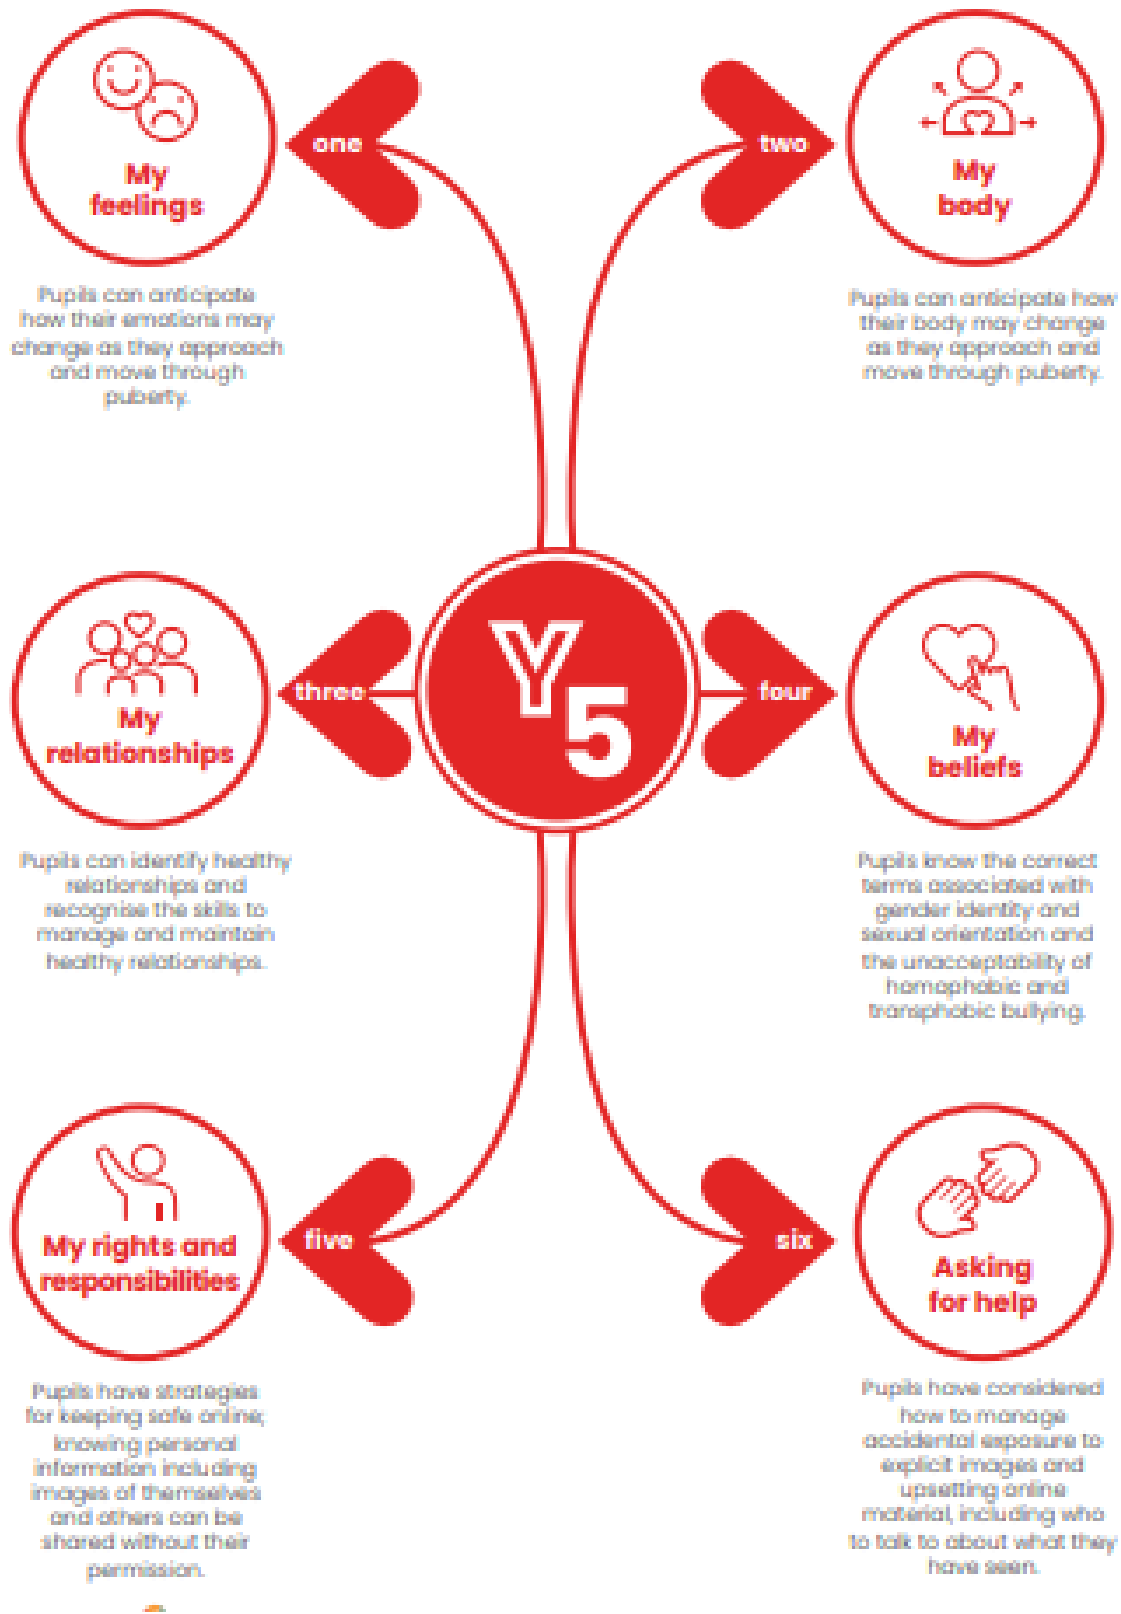 one
My
feelings
Pupils can anticipate
how their emotions may
change as they approach
and move through
puberty.
two
My
body
Pupils can anticipate how
their body may change
as they approach and
move through puberty.
Y5
three
My
relationships
Pupils can identify healthy
relationships and
recognise the skills to
manage and maintain
healthy relationships.
four
My
beliefs
Pupils know the correct
terms associated with
gender identity and
sexual orientation and
the unacceptability of
homophobic and
transphobic bullying.
five
My rights and
responsibilities
Pupils have strategies
for keeping safe online;
knowing personal
information including
images of themselves
and others can be
shared without their
permission.
six
Asking
for help
Pupils have considered
how to manage
accidental exposure to
explicit images and
upsetting online
material, including who
to talk to about what they
have seen.